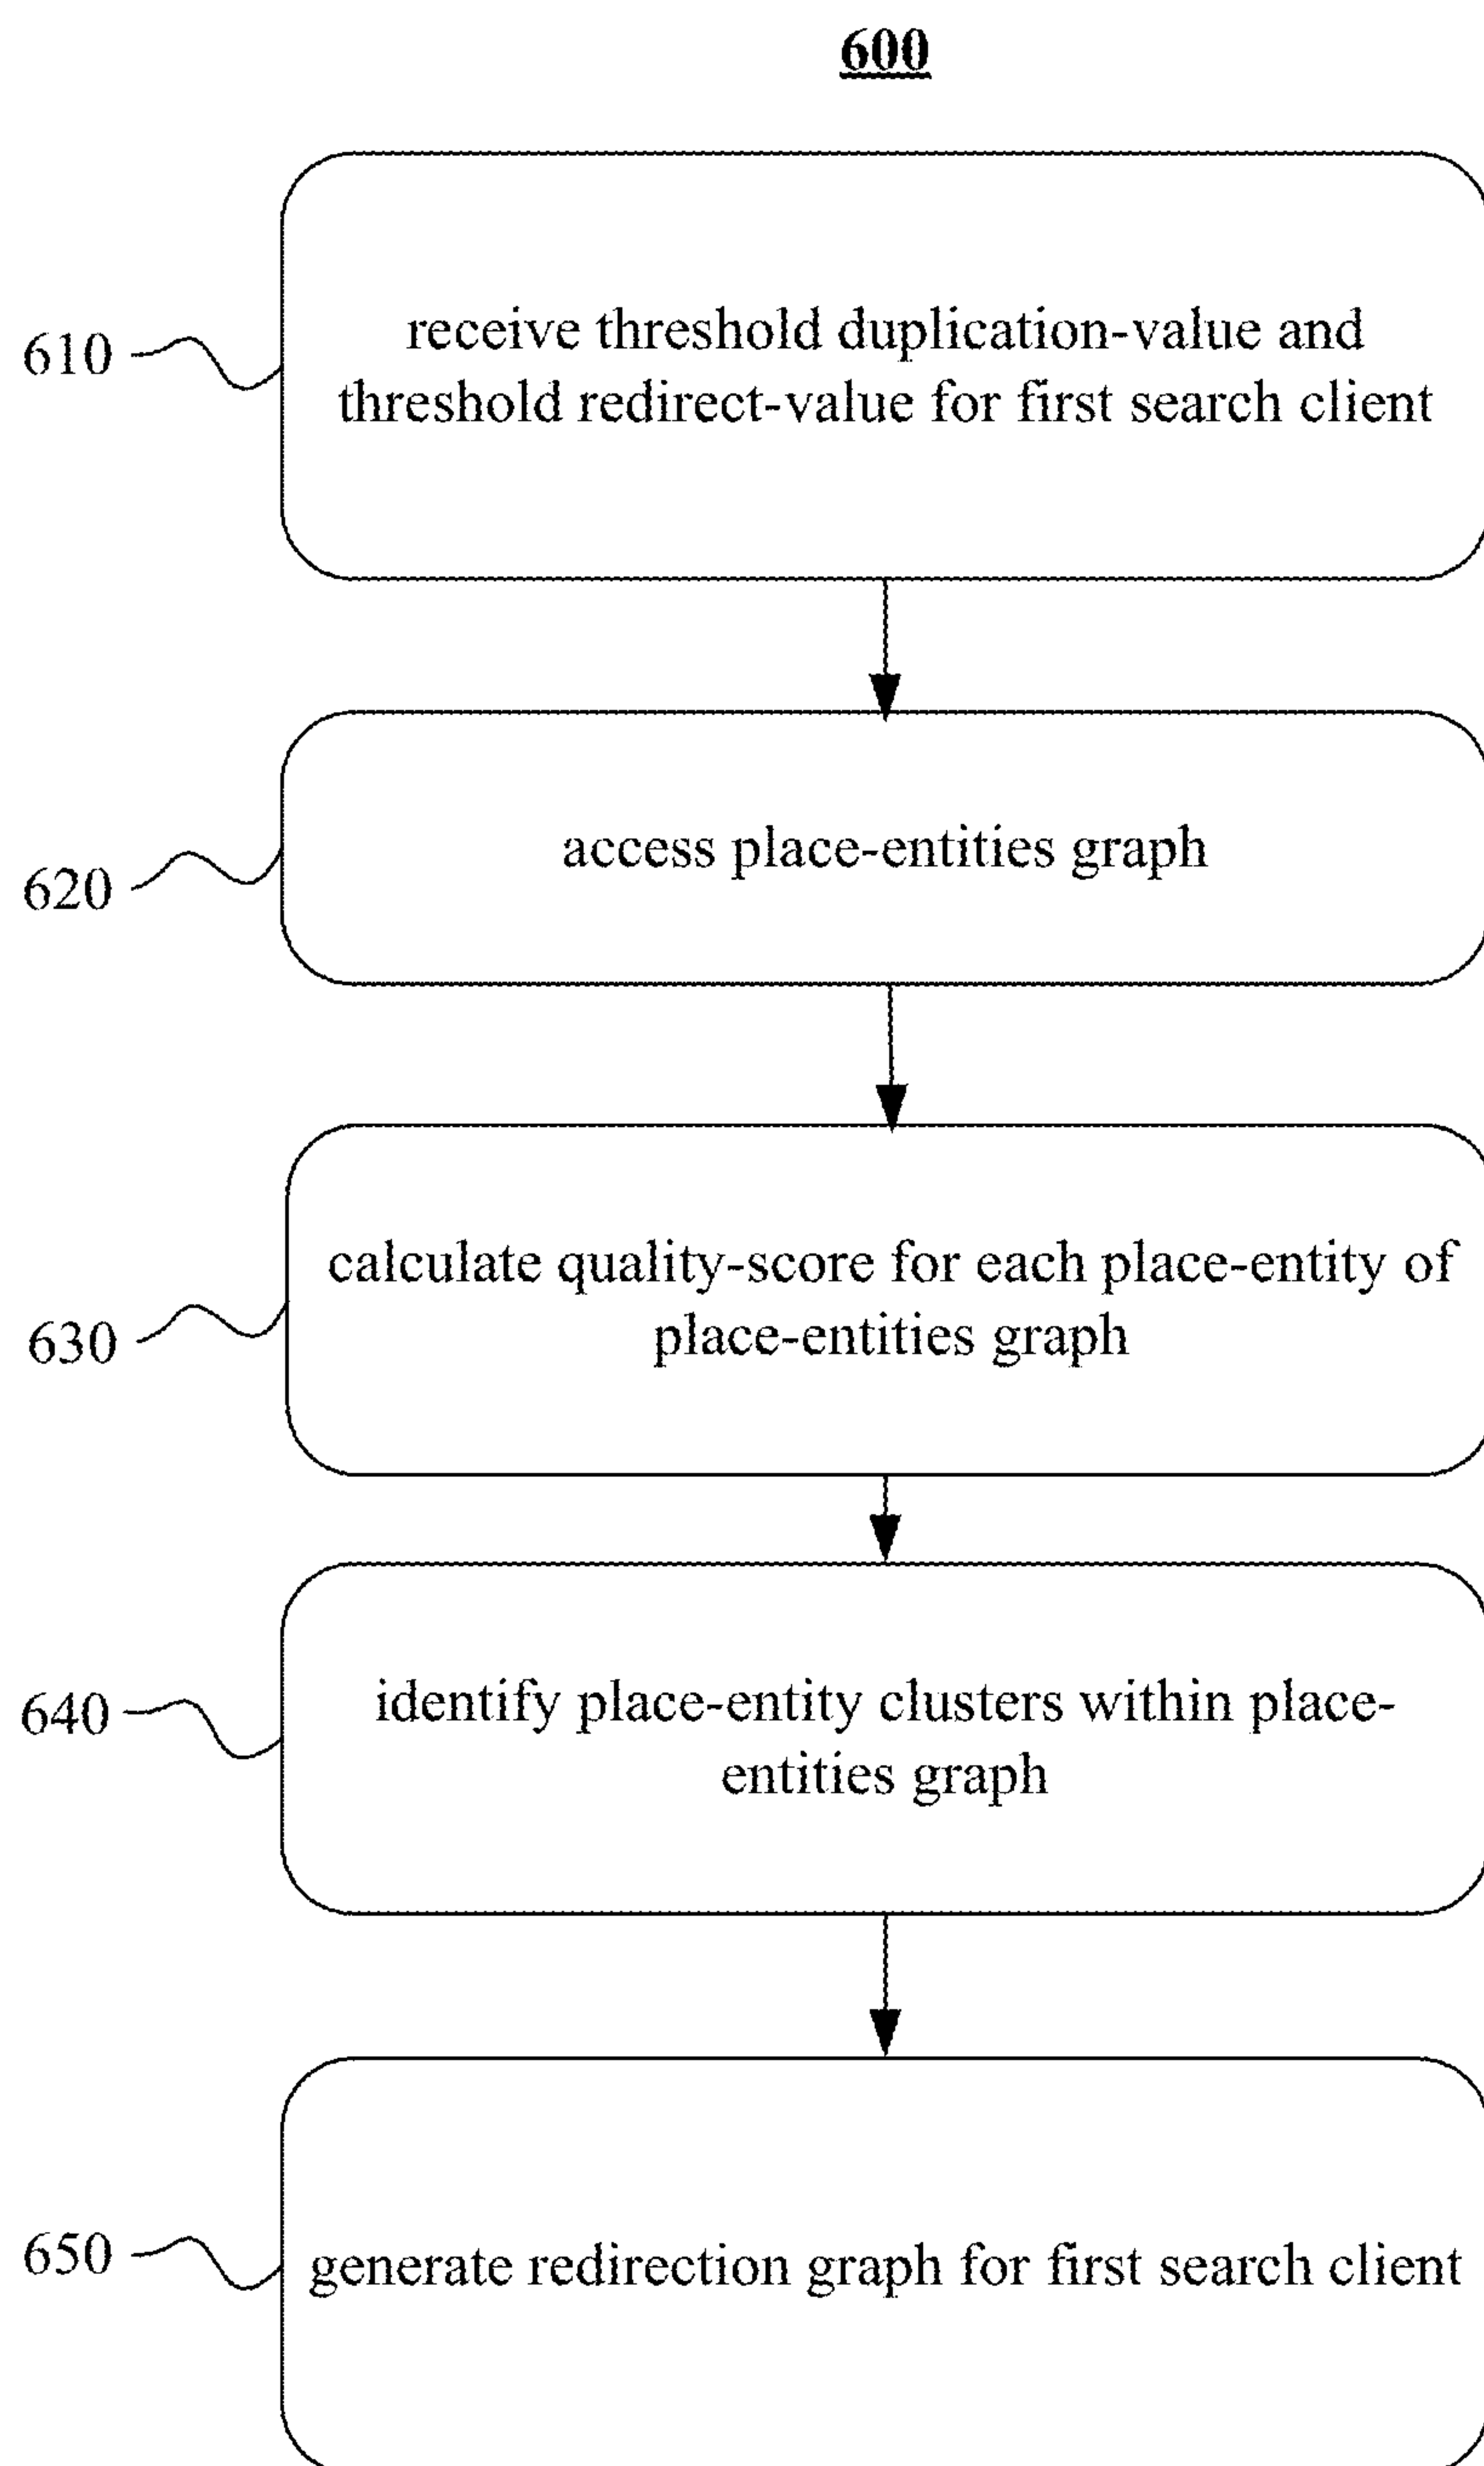 600
610
receive threshold duplication-value and
threshold redirect-value for first search client
620
access place-entities graph
630
calculate quality-score for each place-entity of
place-entities graph
640
identify place-entity clusters within place-
entities graph
650
generate redirection graph for first search client